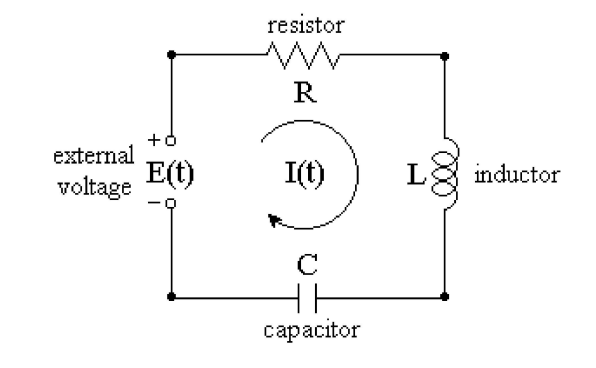 resistor
R
+
external
voltage
E(t)
−
I(t)
L
inductor
C
capacitor